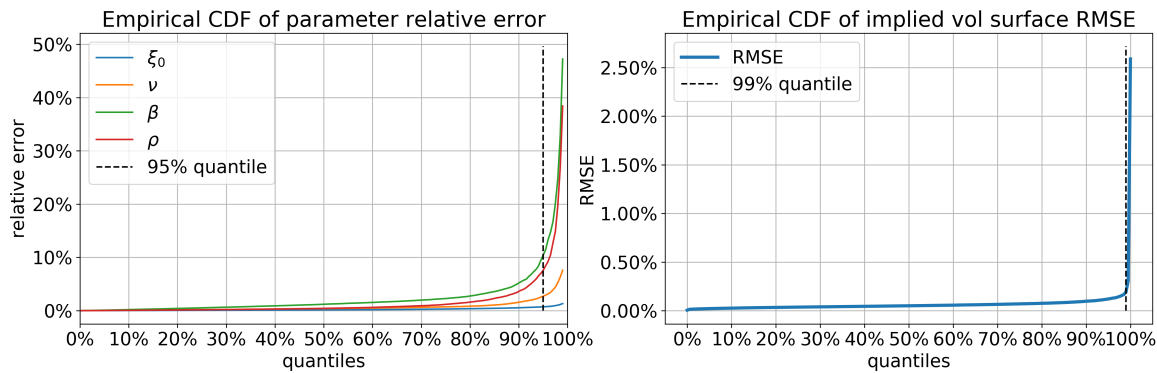 Empirical CDF of parameter relative error
50%
40%
30%
20%
10%
0%
relative error
ξ₀
ν
β
ρ
95% quantile
0% 10% 20% 30% 40% 50% 60% 70% 80% 90% 100%
quantiles
Empirical CDF of implied vol surface RMSE
2.50%
2.00%
1.50%
1.00%
0.50%
0.00%
RMSE
RMSE
99% quantile
0% 10% 20% 30% 40% 50% 60% 70% 80% 90% 100%
quantiles